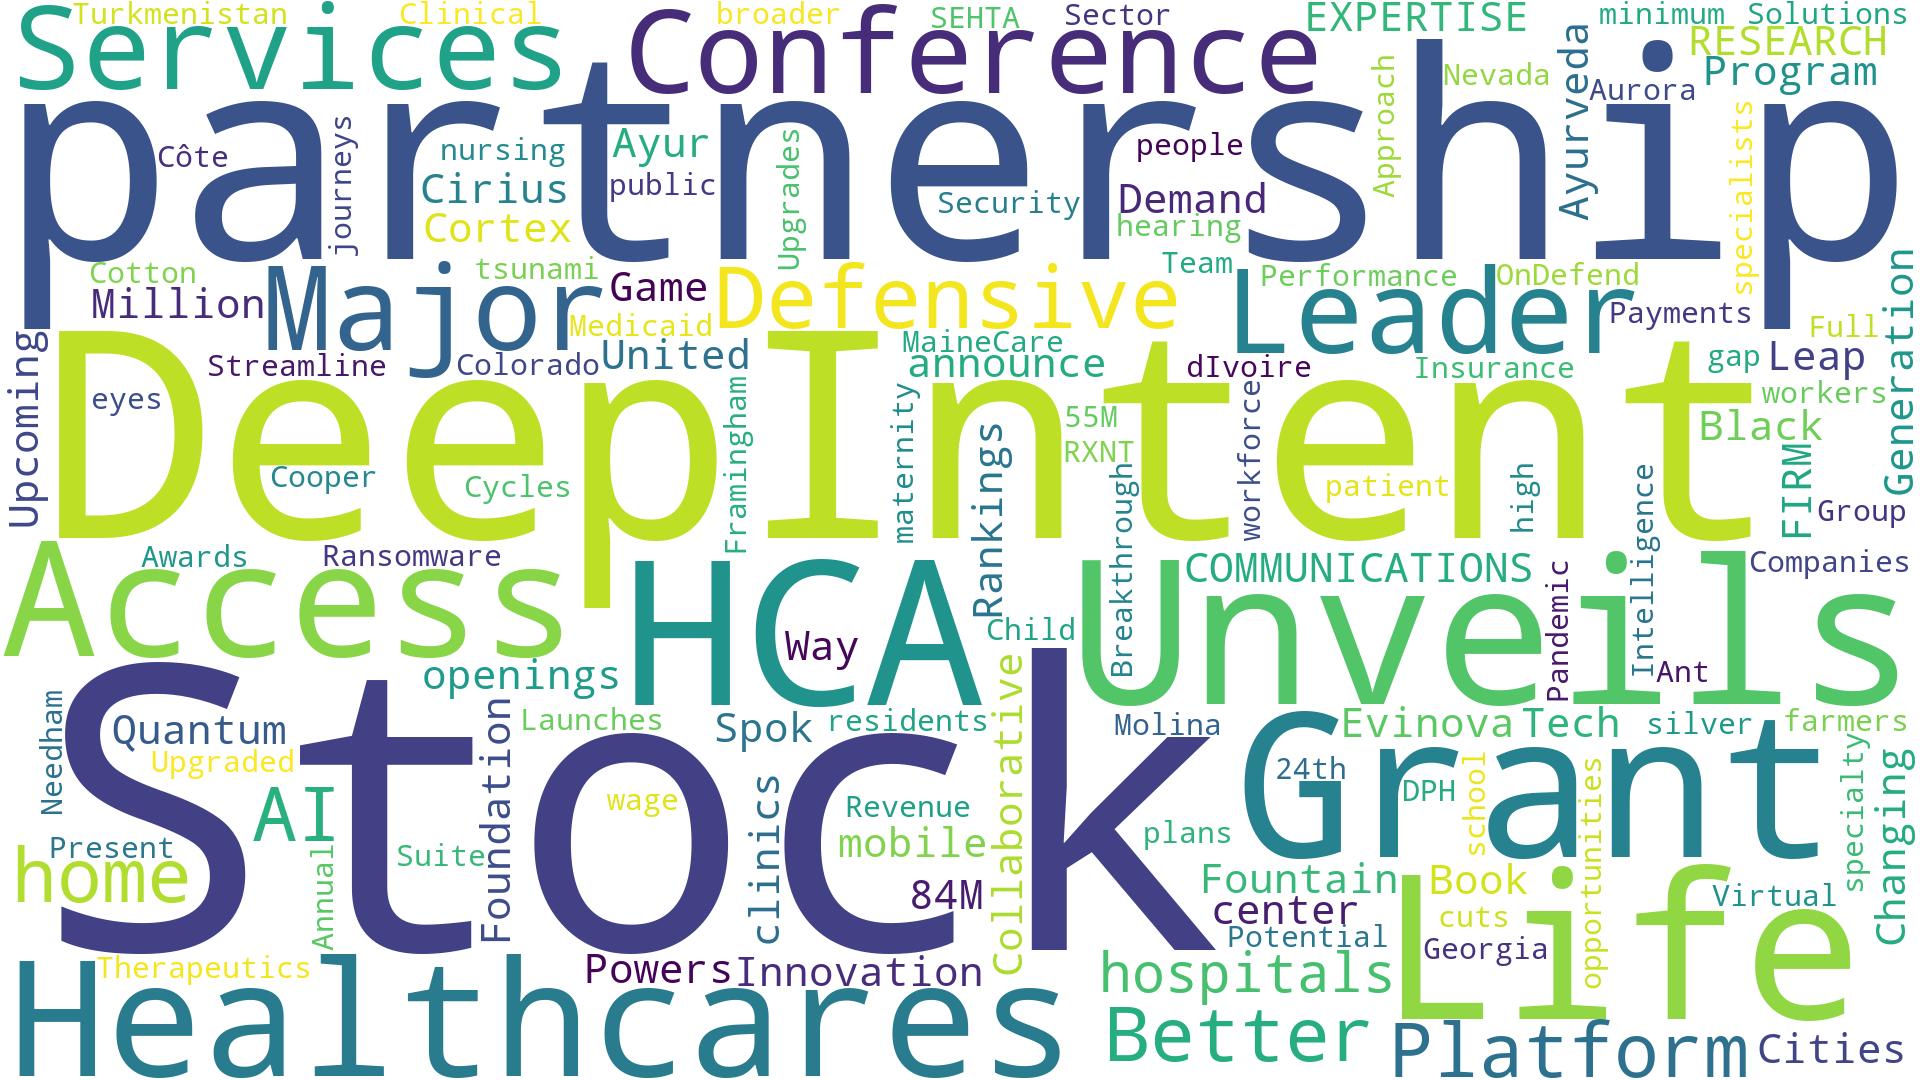 Turkmenistan
Clinical
broader
SEHTA
Sector
EXPERTISE
minimum
Solutions
Services
Conference
RESEARCH
Program
partnership
Approach
Nevada
Ayurveda
Aurora
Côte
journeys
nursing
Ayur
Upgrades
people
specialists
Cirius
public
Security
Demand
Cortex
hearing
Cotton
tsunami
Team
Performance
OnDefend
Million
Major
Game
Defensive
Leader
Payments
Full
Generation
Medicaid
Upcoming
Streamline
Colorado
United
MaineCare
announce
dIvoire
Insurance
gap
Leap
eyes
DeepIntent
Framingham
maternity
55M
RXNT
Rankings
workforce
workers
Black
Cooper
Cycles
Breakthrough
patient
high
Intelligence
FIRM
Group
Access
Awards
Ransomware
HCA
Way
Child
Unveils
COMMUNICATIONS
Pandemic
Companies
Ant
openings
Stock
Needham
Quantum
Upgraded
Foundation
Launches
Spok
residents
Collaborative
Molina
Grant
Evinova
Tech
silver
farmers
24th
DPH
school
opportunities
specialty
Changing
AI
wage
clinics
Revenue
mobile
plans
Present
home
Annual
Suite
84M
Fountain
center
Potential
Book
cuts
Georgia
Life
Virtual
Therapeutics
Healthcares
Powers
Innovation
hospitals
Better
Platform
Cities